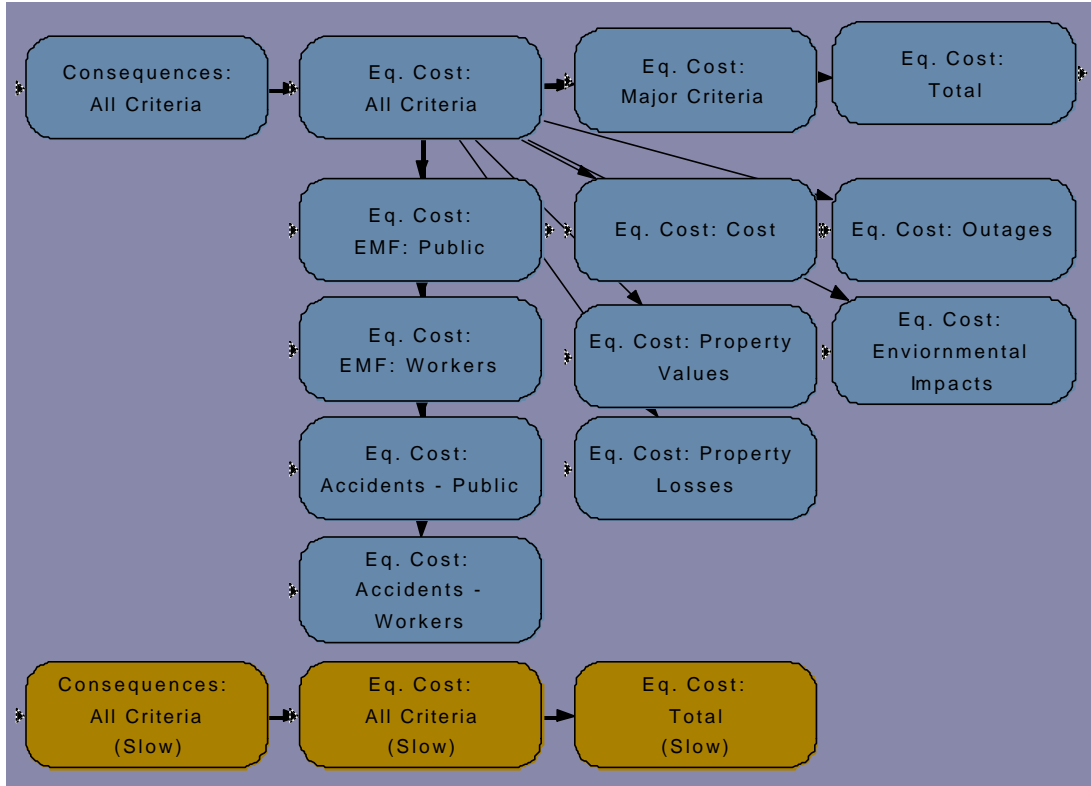 Consequences:
All Criteria
Eq. Cost:
All Criteria
Eq. Cost:
Major Criteria
Eq. Cost:
Total
Eq. Cost:
EMF: Public
Eq. Cost: Cost
Eq. Cost: Outages
Eq. Cost:
EMF: Workers
Eq. Cost: Property
Values
Eq. Cost:
Enviornmental
Impacts
Eq. Cost:
Accidents - Public
Eq. Cost: Property
Losses
Eq. Cost:
Accidents -
Workers
Consequences:
All Criteria
(Slow)
Eq. Cost:
All Criteria
(Slow)
Eq. Cost:
Total
(Slow)